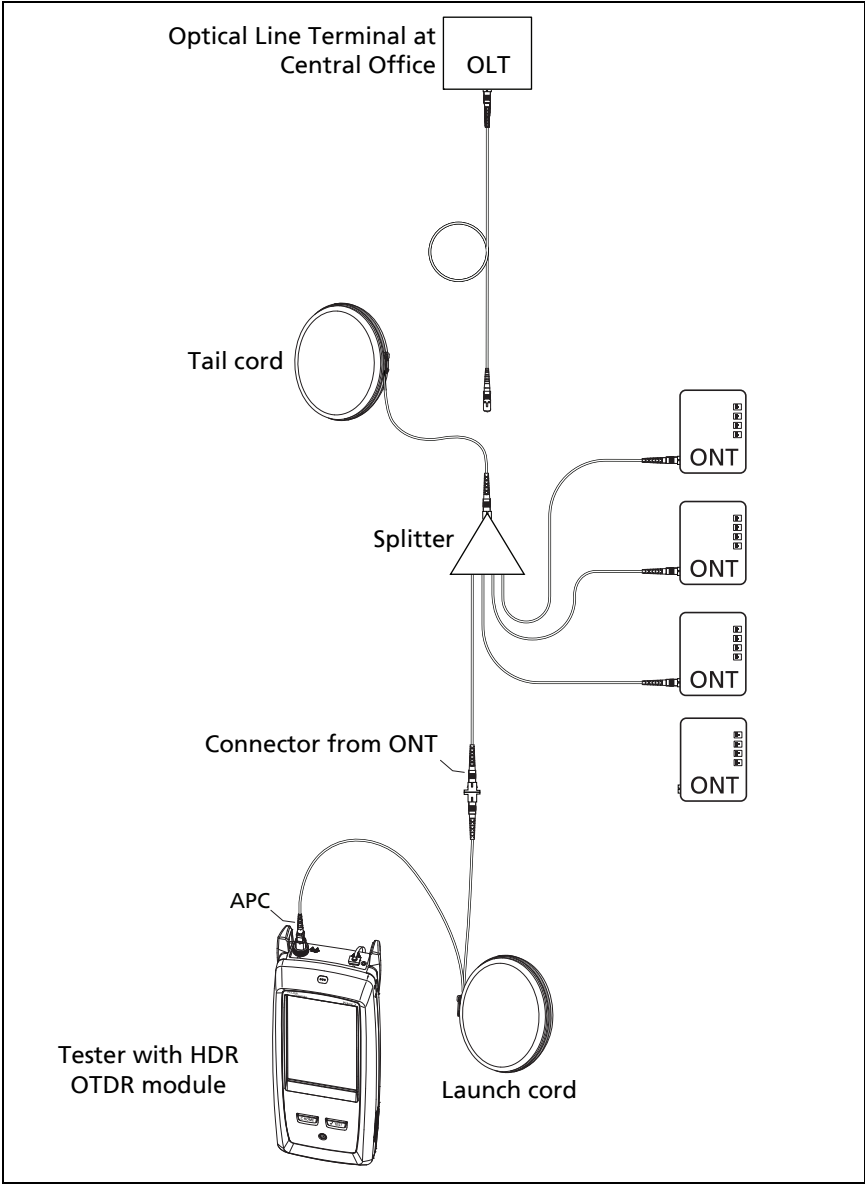 Optical Line Terminal at
Central Office
OLT
Tail cord
ONT
Splitter
ONT
ONT
Connector from ONT
ONT
APC
Tester with HDR
OTDR module
Launch cord